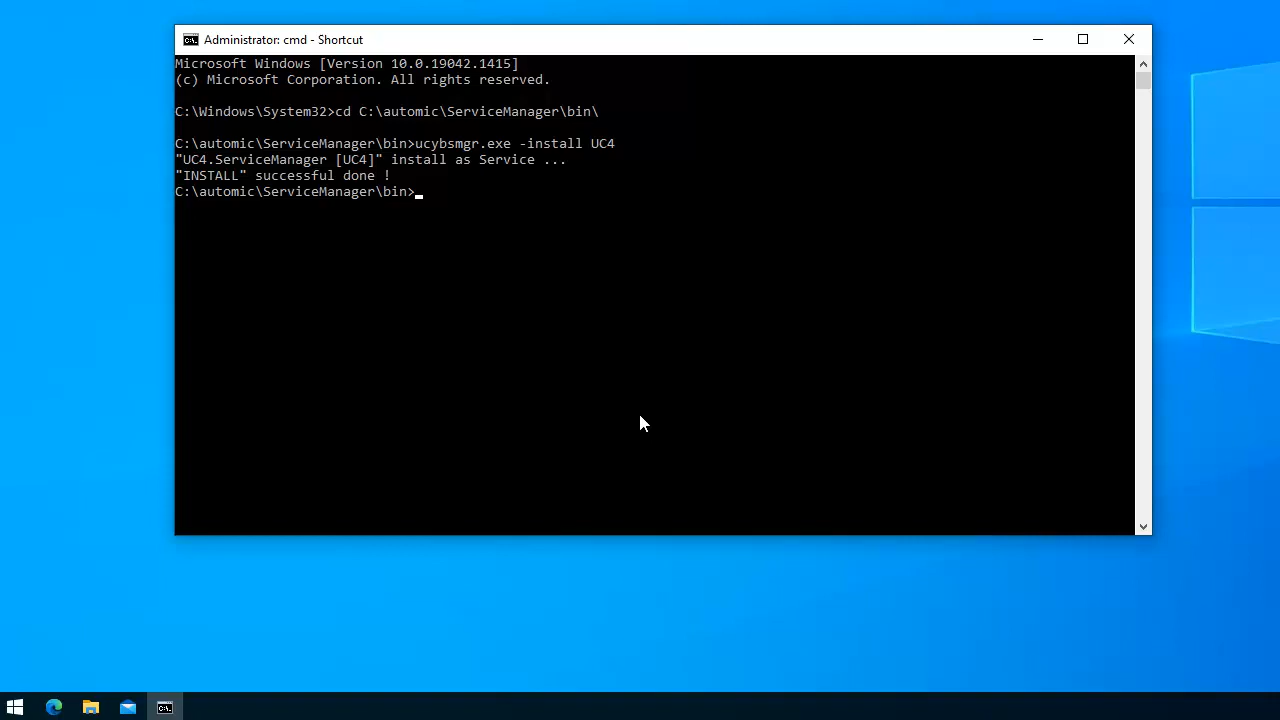 Administrator: cmd - Shortcut
Microsoft Windows [Version 10.0.19042.1415]
(c) Microsoft Corporation. All rights reserved.
C:\Windows\System32>cd C:\automic\ServiceManager\bin\
C:\automic\ServiceManager\bin>ucybsmgr.exe -install UC4
"UC4.ServiceManager [UC4]" install as Service ...
"INSTALL" successful done !
C:\automic\ServiceManager\bin>